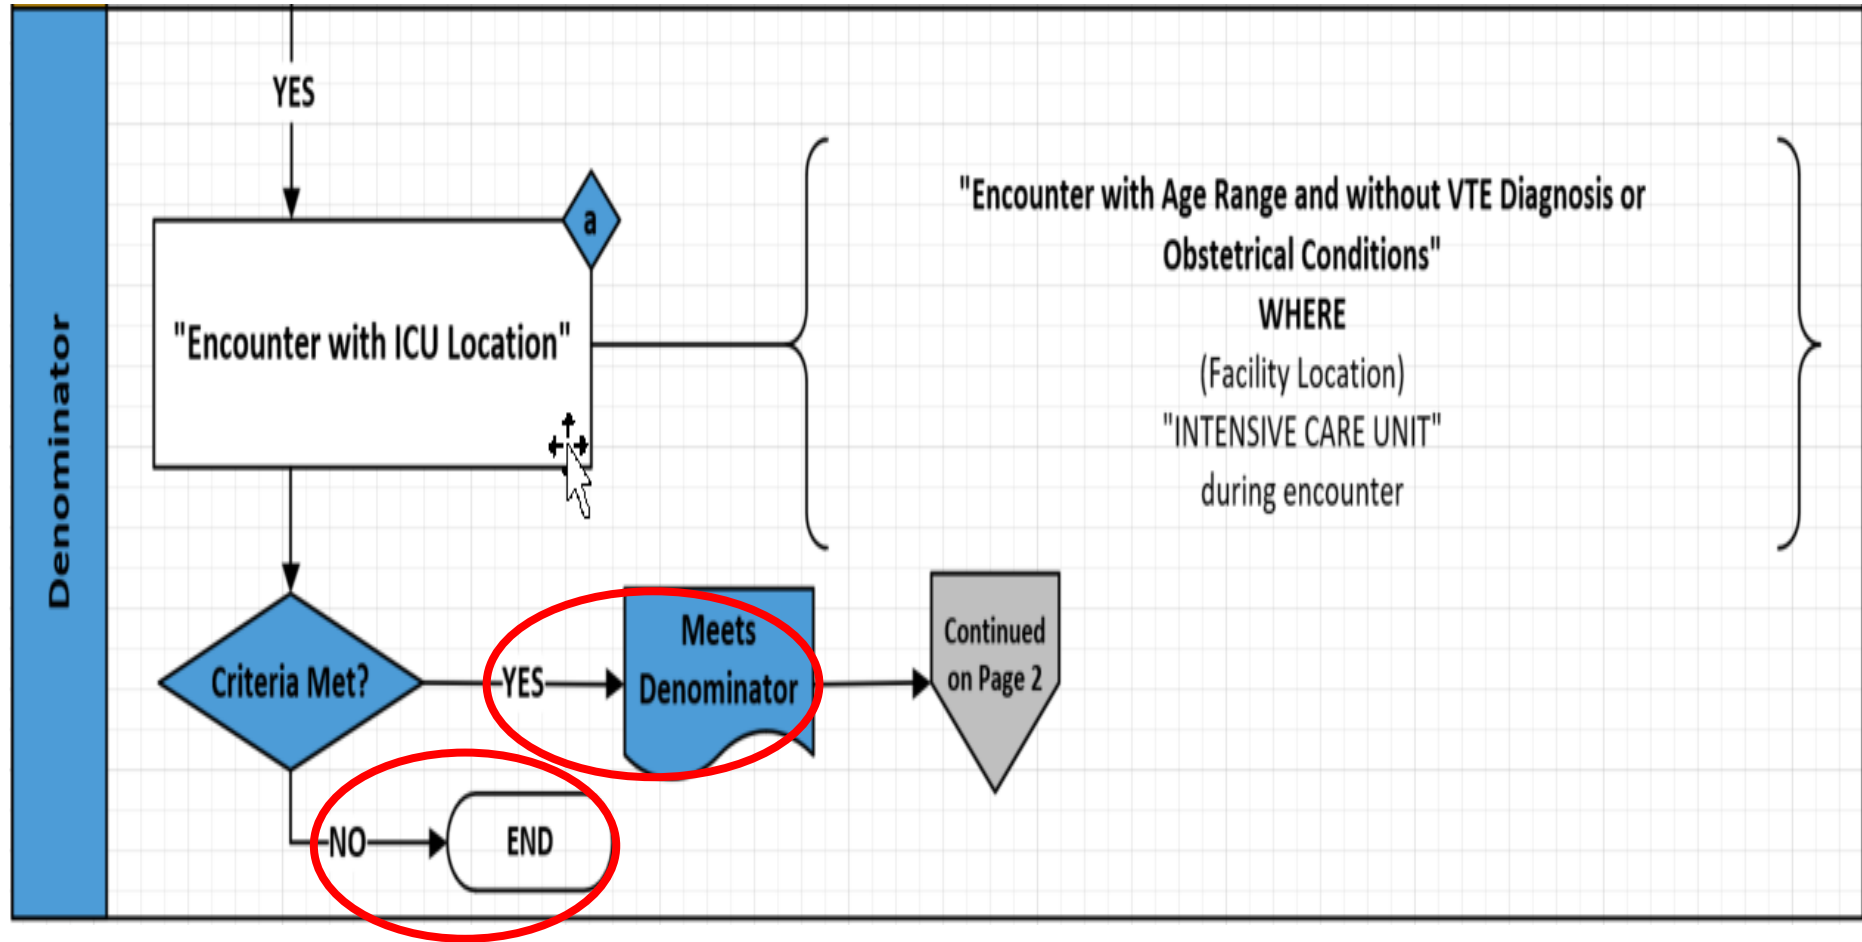 Denominator
YES
a
"Encounter with ICU Location"
"Encounter with Age Range and without VTE Diagnosis or
Obstetrical Conditions"
WHERE
(Facility Location)
"INTENSIVE CARE UNIT"
during encounter
Criteria Met?
YES
Meets
Denominator
Continued
on Page 2
NO
END